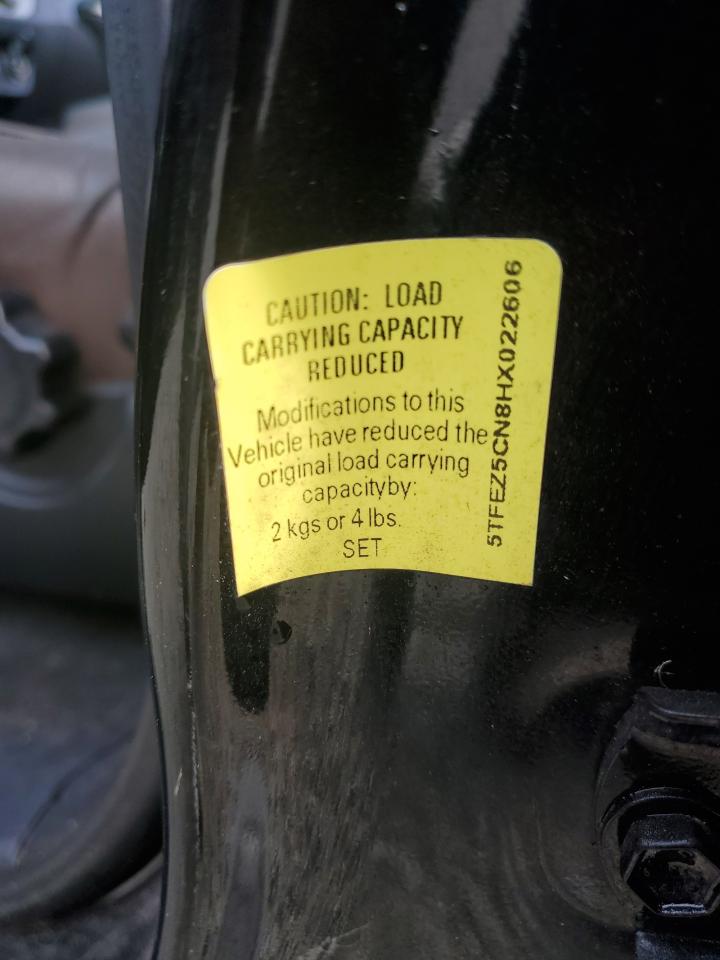 CAUTION: LOAD
CARRYING CAPACITY
REDUCED
Modifications to this
Vehicle have reduced the
original load carrying
capacityby:
2 kgs or 4 lbs.
SET
5TFEZ5CN8HX022606